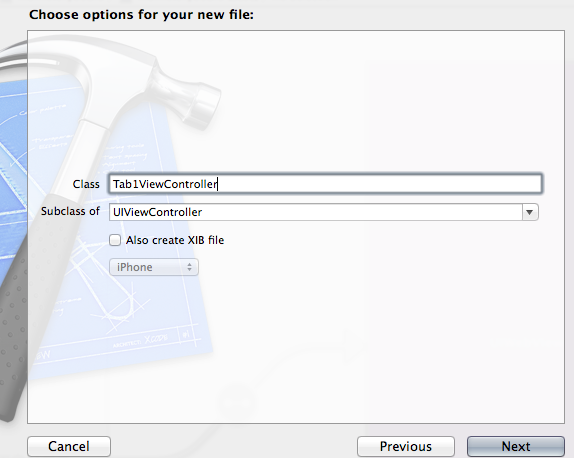 Choose options for your new file:
Class Tab1ViewController
Subclass of UIViewController
Also create XIB file
iPhone
Cancel Previous Next